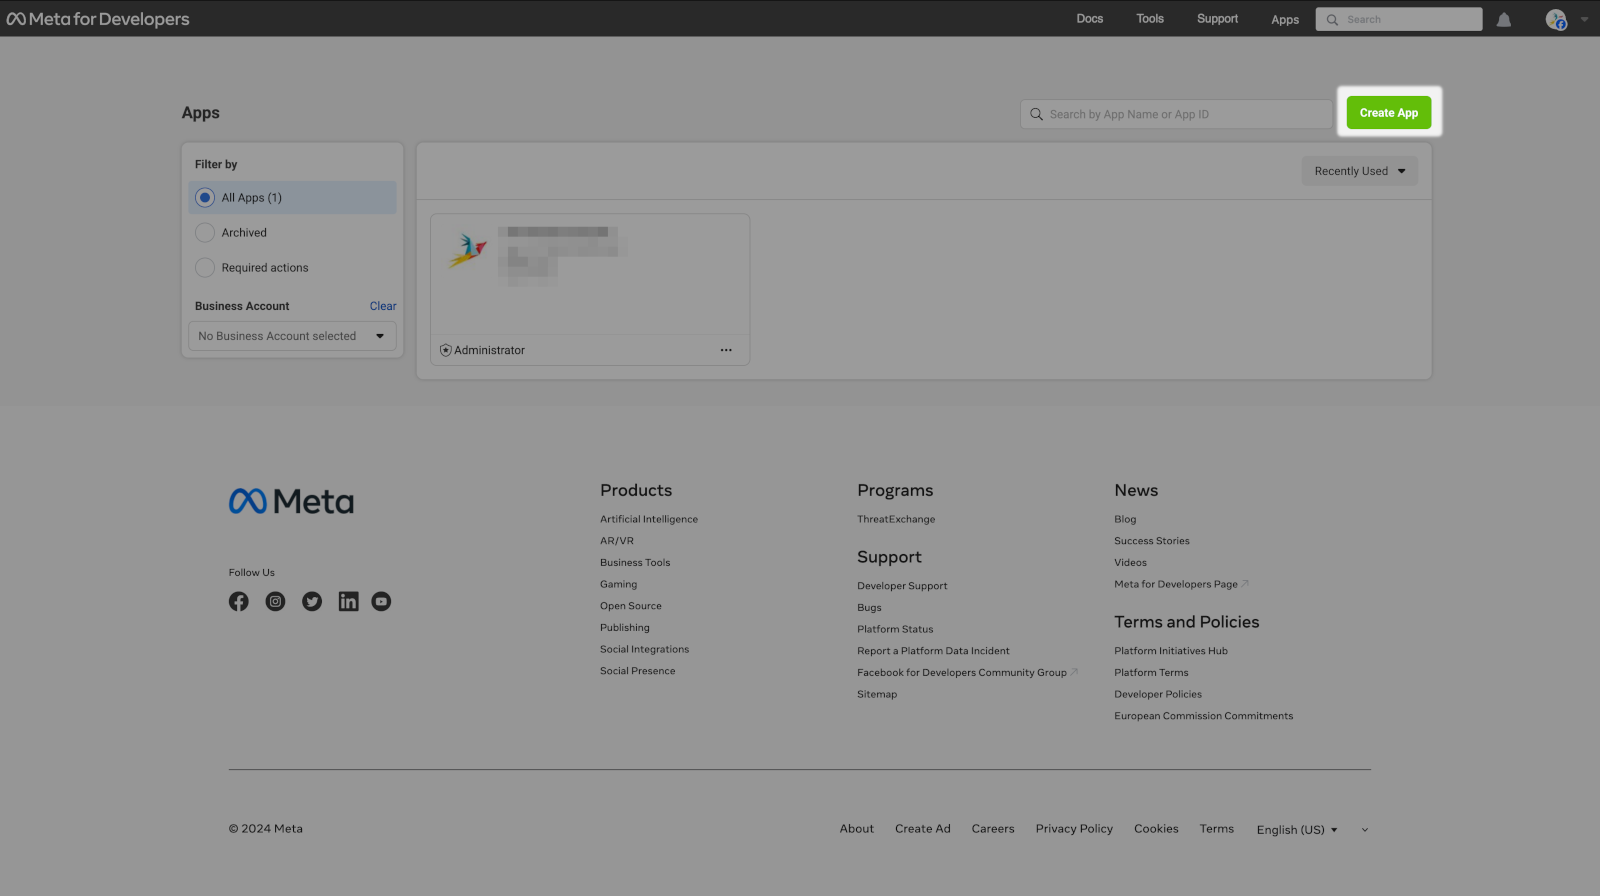 Meta for Developers
Docs Tools Support Apps Search
Apps
Search by App Name or App ID
Create App
Filter by
All Apps (1)
Archived
Required actions
Business Account Clear
No Business Account selected
Recently Used
Administrator
Meta
Follow Us
Products
Artificial Intelligence
AR/VR
Business Tools
Gaming
Open Source
Publishing
Social Integrations
Social Presence
Programs
ThreatExchange
Support
Developer Support
Bugs
Platform Status
Report a Platform Data Incident
Facebook for Developers Community Group
Sitemap
News
Blog
Success Stories
Videos
Meta for Developers Page
Terms and Policies
Platform Initiatives Hub
Platform Terms
Developer Policies
European Commission Commitments
© 2024 Meta
About Create Ad Careers Privacy Policy Cookies Terms English (US)